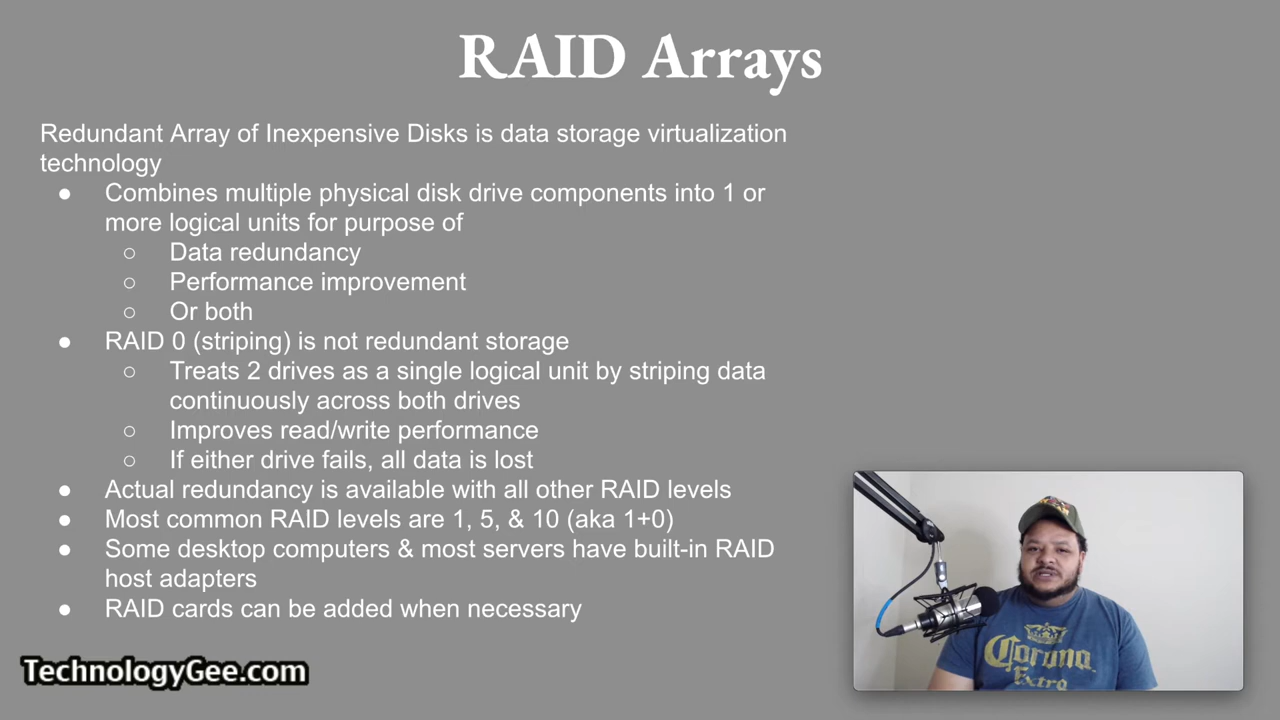 RAID Arrays
Redundant Array of Inexpensive Disks is data storage virtualization
technology
● Combines multiple physical disk drive components into 1 or
more logical units for purpose of
○ Data redundancy
○ Performance improvement
○ Or both
● RAID 0 (striping) is not redundant storage
○ Treats 2 drives as a single logical unit by striping data
continuously across both drives
○ Improves read/write performance
○ If either drive fails, all data is lost
● Actual redundancy is available with all other RAID levels
● Most common RAID levels are 1, 5, & 10 (aka 1+0)
● Some desktop computers & most servers have built-in RAID
host adapters
● RAID cards can be added when necessary
Corona
Extra
TechnologyGee.com